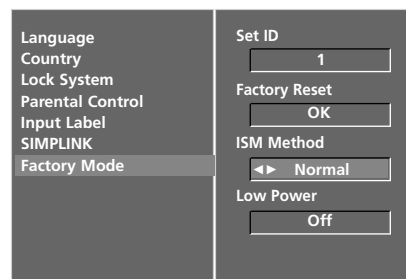 Language
Country
Lock System
Parental Control
Input Label
SIMPLINK
Factory Mode
Set ID
1
Factory Reset
OK
ISM Method
◄► Normal
Low Power
Off